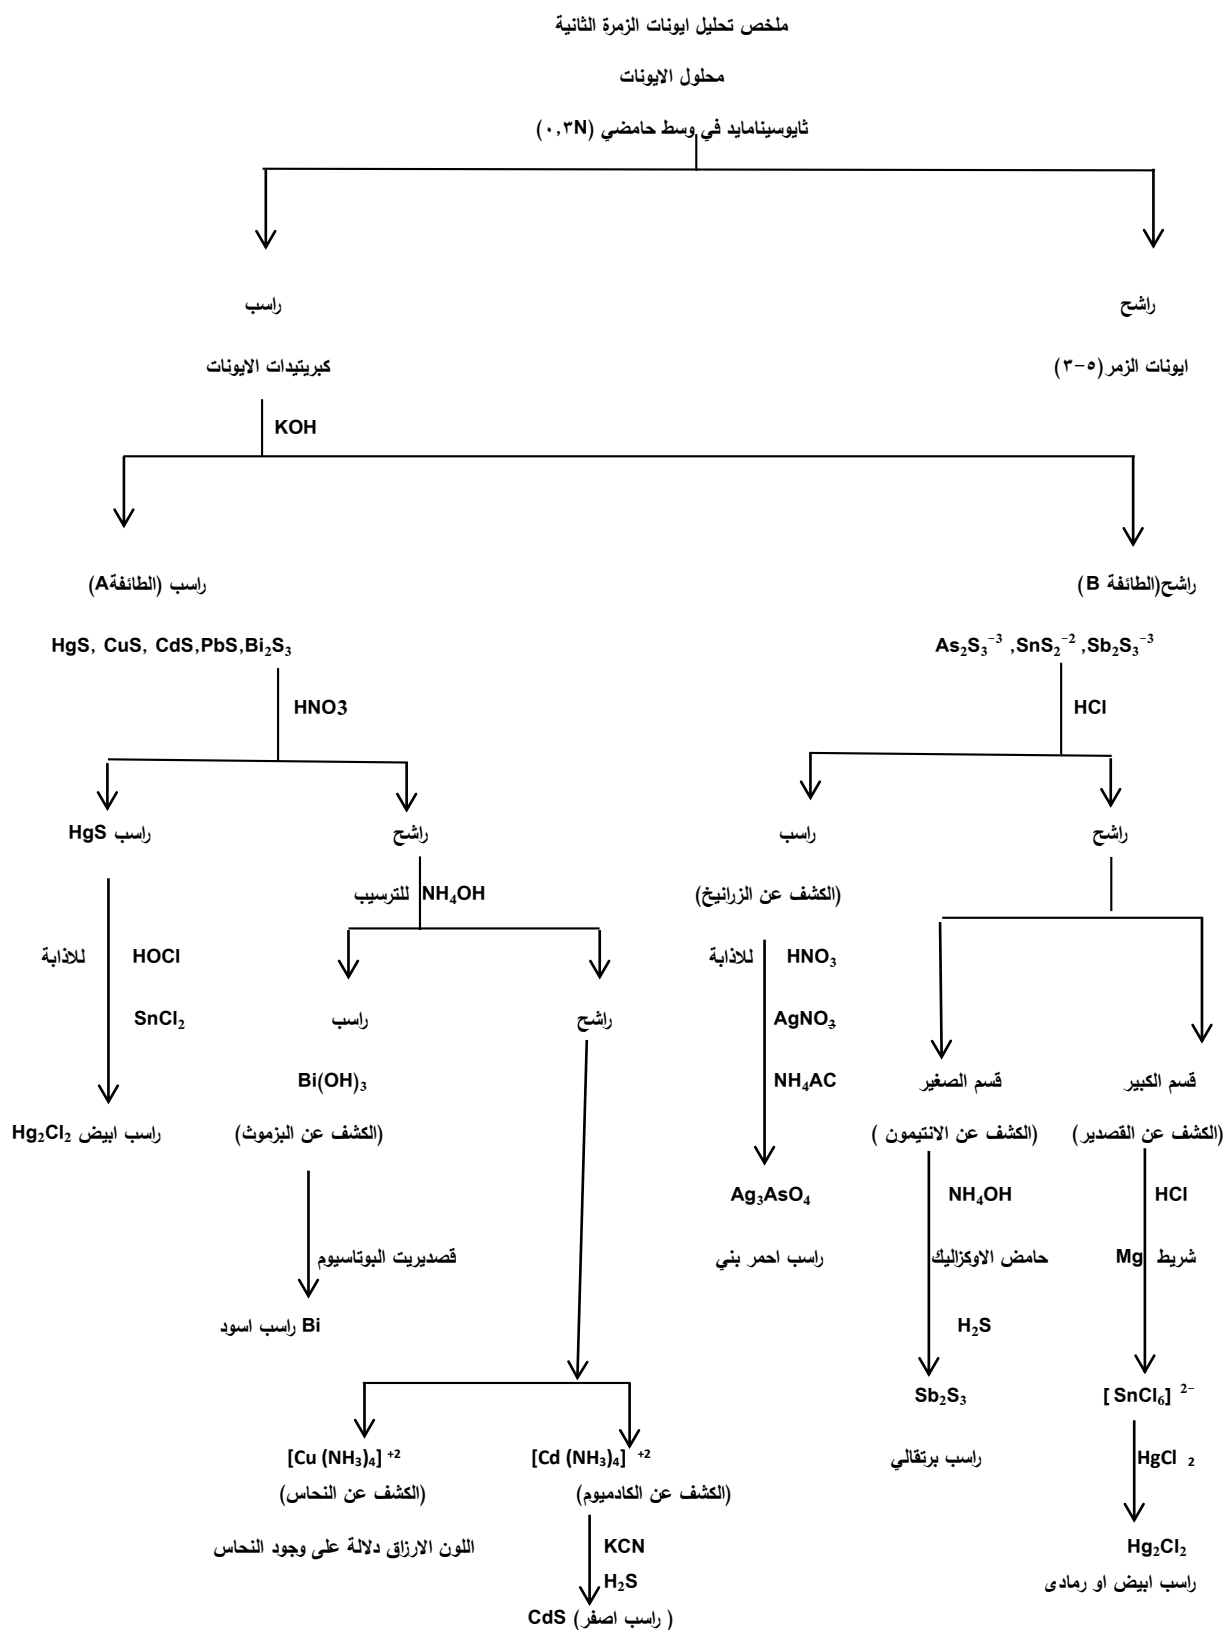 ملخص تحليل ايونات الزمرة الثانية
محلول الايونات
ثايوسيناميد في وسط حامضي (٠,٣N)
راسب
راشح
كبريتيدات الايونات
ايونات الزمر(٥-٣)
KOH
راسب (الطائفةA)
راشح(الطائفة B)
HgS, CuS, CdS,PbS,Bi₂S₃
As₂S₃⁻³ ,SnS₂⁻² ,Sb₂S₃⁻³
HNO3
HCl
راسب HgS
راشح
راسب
راشح
للترسيب NH₄OH
(الكشف عن الزرانيخ)
للاذابة HOCl
للاذابة HNO₃
SnCl₂
راسب
راشح
AgNO₃
Bi(OH)₃
NH₄AC
قسم الصغير
قسم الكبير
راسب ابيض Hg₂Cl₂
(الكشف عن البزموث)
(الكشف عن الانتيمون )
(الكشف عن القصدير)
Ag₃AsO₄
NH₄OH
HCl
قصديريت البوتاسيوم
راسب احمر بني
حامض الاوكزاليك
شريط Mg
Bi راسب اسود
H₂S
Sb₂S₃
[ SnCl₆] ²⁻
[Cu (NH₃)₄] ⁺²
[Cd (NH₃)₄] ⁺²
راسب برتقالي
HgCl ₂
(الكشف عن النحاس)
(الكشف عن الكادميوم)
اللون الارزاق دلالة على وجود النحاس
KCN
Hg₂Cl₂
H₂S
راسب ابيض او رمادى
CdS (راسب اصفر )